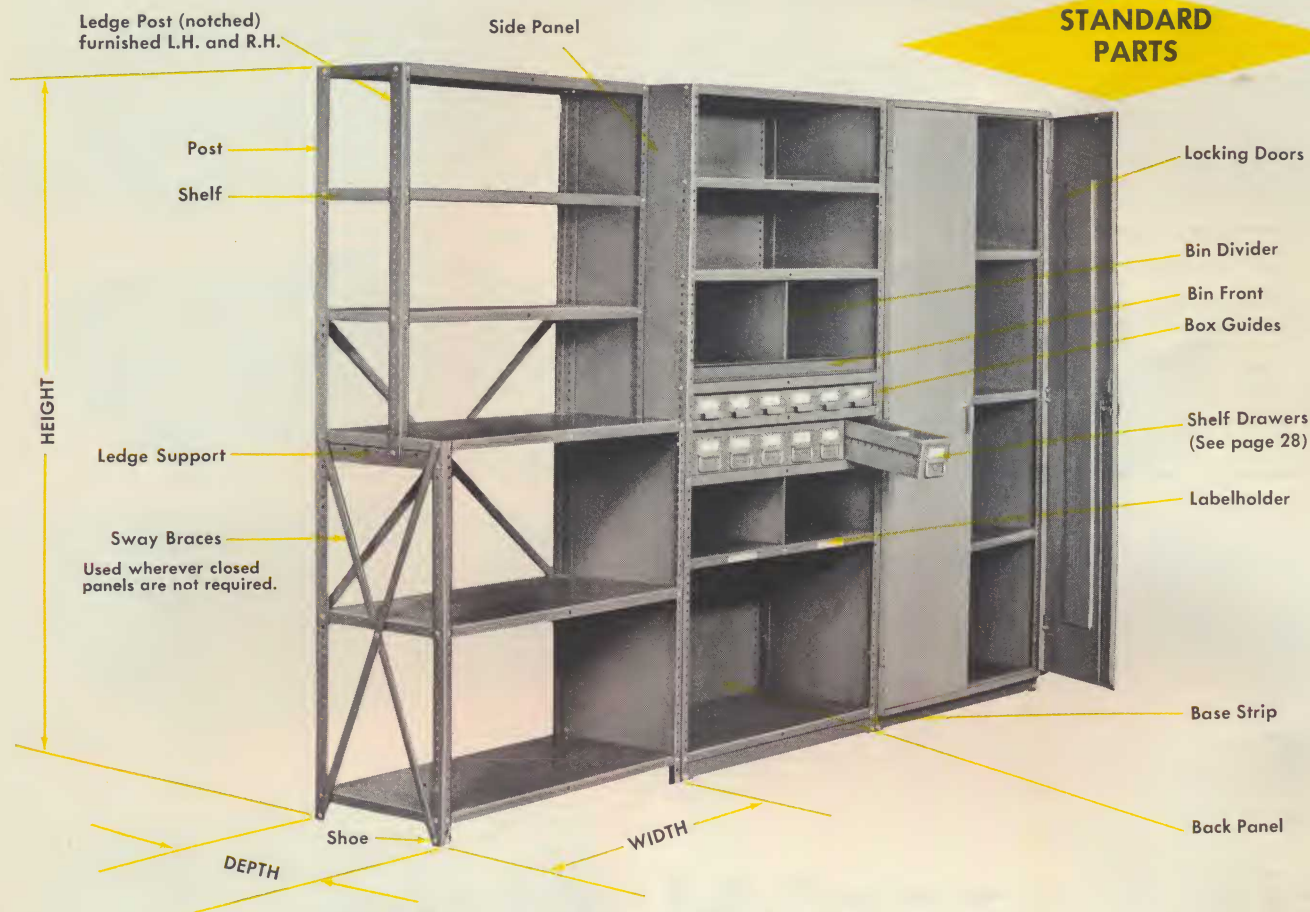 STANDARD
PARTS
Ledge Post (notched)
furnished L.H. and R.H.
Side Panel
Post
Shelf
HEIGHT
Ledge Support
Sway Braces
Used wherever closed
panels are not required.
Shoe
DEPTH
WIDTH
Locking Doors
Bin Divider
Bin Front
Box Guides
Shelf Drawers
(See page 28)
Labelholder
Base Strip
Back Panel